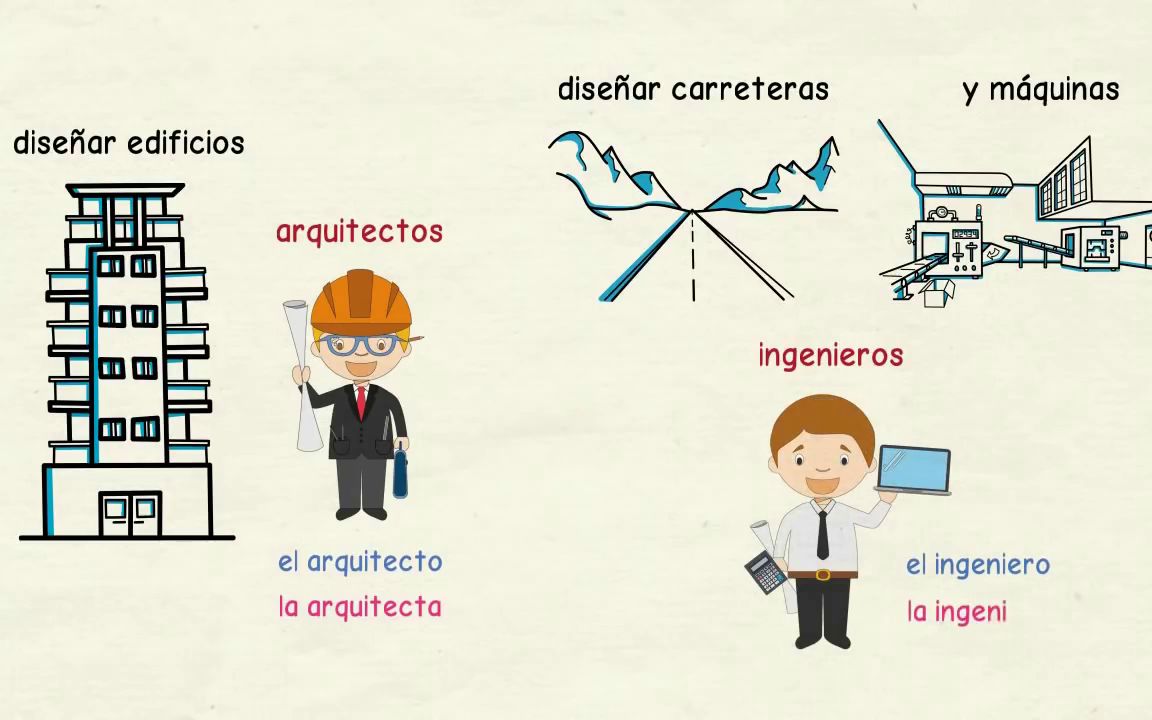 diseñar edificios
arquitectos
el arquitecto
la arquitecta
diseñar carreteras
y máquinas
ingenieros
el ingeniero
la ingeni